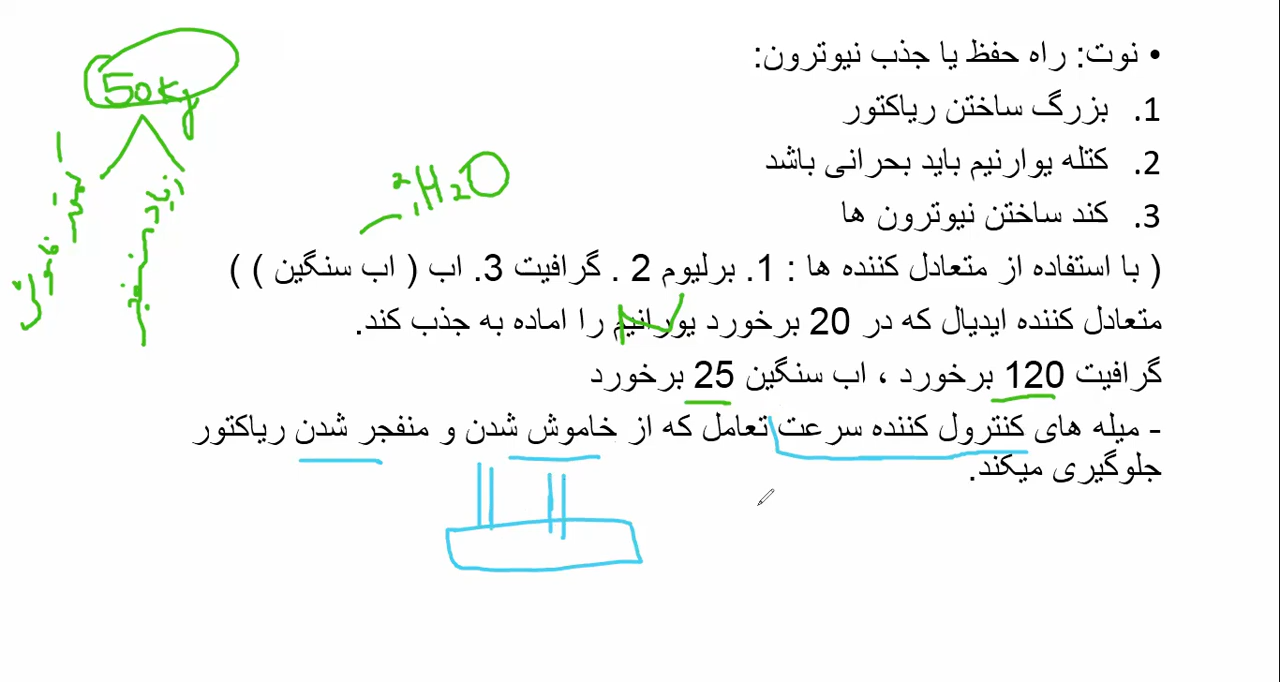 • نوت: راه حفظ یا جذب نیوترون:
1. بزرگ ساختن ریاکتور
2. کتله یوارنیم باید بحرانی باشد
3. کند ساختن نیوترون ها
( با استفاده از متعادل کننده ها : 1. برلیوم 2 . گرافیت 3. اب ( اب سنگین ) )
متعادل کننده ایدیال که در 20 برخورد یورانیم را اماده به جذب کند.
گرافیت 120 برخورد ، اب سنگین 25 برخورد
- میله های کنترول کننده سرعت تعامل که از خاموش شدن و منفجر شدن ریاکتور
جلوگیری میکند.
50 kg
²₁H₂O